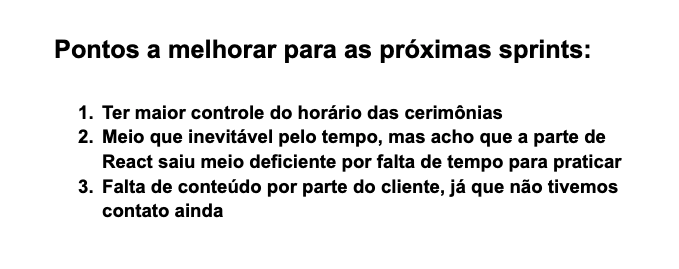 Pontos a melhorar para as próximas sprints:
1. Ter maior controle do horário das cerimônias
2. Meio que inevitável pelo tempo, mas acho que a parte de
React saiu meio deficiente por falta de tempo para praticar
3. Falta de conteúdo por parte do cliente, já que não tivemos
contato ainda